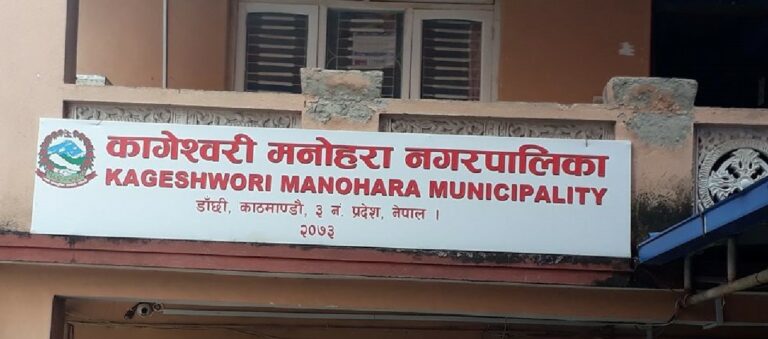 कागेश्वरी मनोहरा नगरपालिका
KAGESHWORI MANOHARA MUNICIPALITY
डाँछी, काठमाण्डौ, ३ नं. प्रदेश, नेपाल ।
२०७३